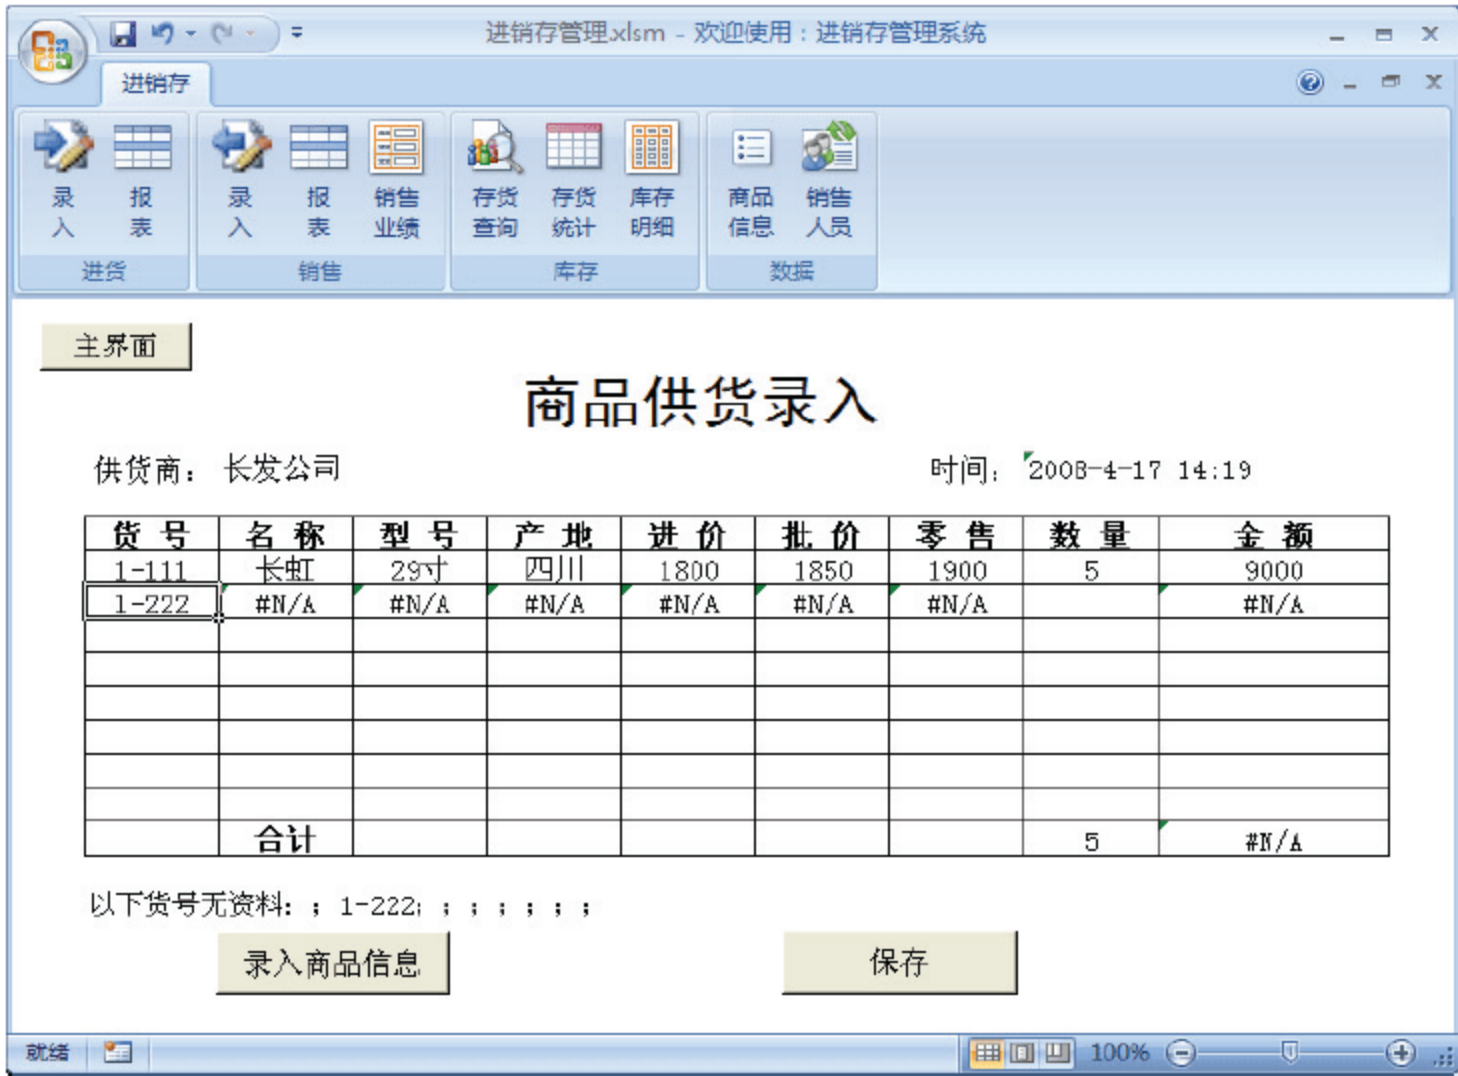 进销存管理.xlsm - 欢迎使用：进销存管理系统
进销存
录入 报表 录入 报表 销售业绩 存货查询 存货统计 库存明细 商品信息 销售人员
进货 销售 库存 数据
主界面
商品供货录入
供货商： 长发公司 时间： 2008-4-17 14:19
货 号 名 称 型 号 产 地 进 价 批 价 零 售 数 量 金 额
1-111 长虹 29寸 四川 1800 1850 1900 5 9000
1-222 #N/A #N/A #N/A #N/A #N/A #N/A #N/A
合计 5 #N/A
以下货号无资料：；1-222；；；；；；；
录入商品信息 保存
就绪 100%